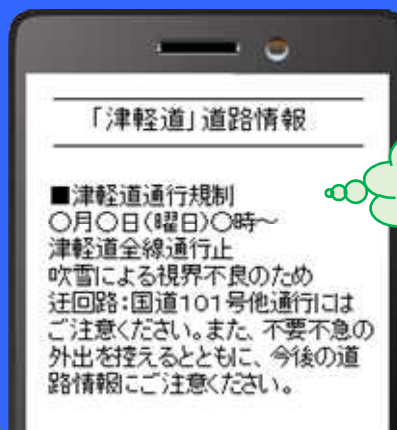 「津軽道」道路情報
■津軽道通行規制
〇月〇日(曜日)〇時~
津軽道全線通行止
吹雪による視界不良のため
迂回路:国道101号他通行には
ご注意ください。また、不要不急の
外出を控えるとともに、今後の道
路情報にご注意ください。